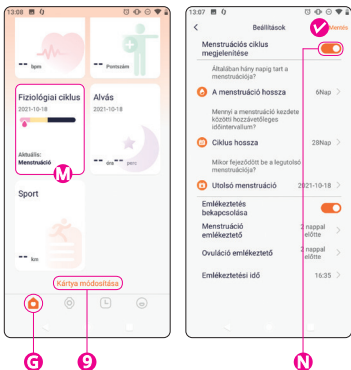 13:08
-- bpm
-- Pontszám
Fiziológiai ciklus
2021-10-18
Aktuális:
Menstruáció
M
Alvás
2021-10-18
-- óra -- perc
Sport
-- km
Kártya módosítása
G
9
13:07
Beállítások
Mentés
Menstruációs ciklus
megjelenítése
Általában hány napig tart a
menstruációja?
A menstruáció hossza
6Nap
Mennyi a menstruáció kezdete
közötti hozzávetőleges
időintervallum?
Ciklus hossza
28Nap
Mikor fejeződött be a legutolsó
menstruációja?
Utolsó menstruáció
2021-10-18
Emlékeztetés
bekapcsolása
Menstruáció
emlékeztető
2 nappal
előtte
Ovuláció emlékeztető
2 nappal
előtte
Emlékeztetési idő
16:35
N